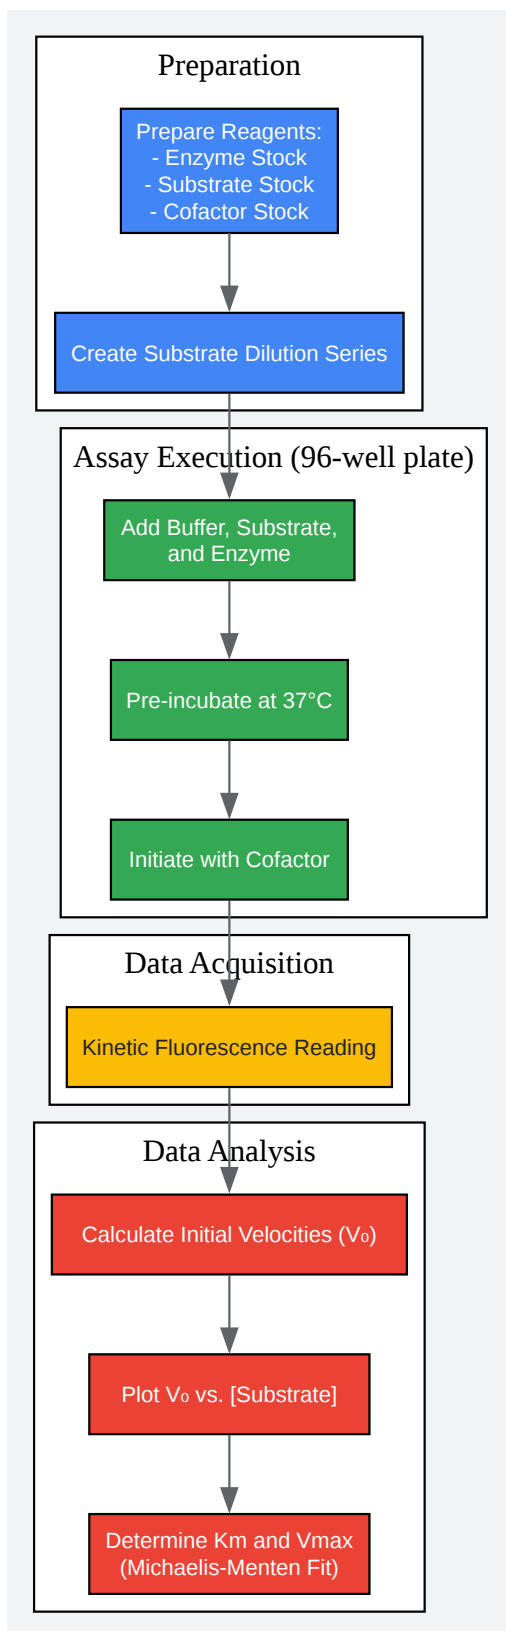 Preparation
Prepare Reagents:
- Enzyme Stock
- Substrate Stock
- Cofactor Stock
Create Substrate Dilution Series
Assay Execution (96-well plate)
Add Buffer, Substrate,
and Enzyme
Pre-incubate at 37°C
Initiate with Cofactor
Data Acquisition
Kinetic Fluorescence Reading
Data Analysis
Calculate Initial Velocities (V₀)
Plot V₀ vs. [Substrate]
Determine Km and Vmax
(Michaelis-Menten Fit)